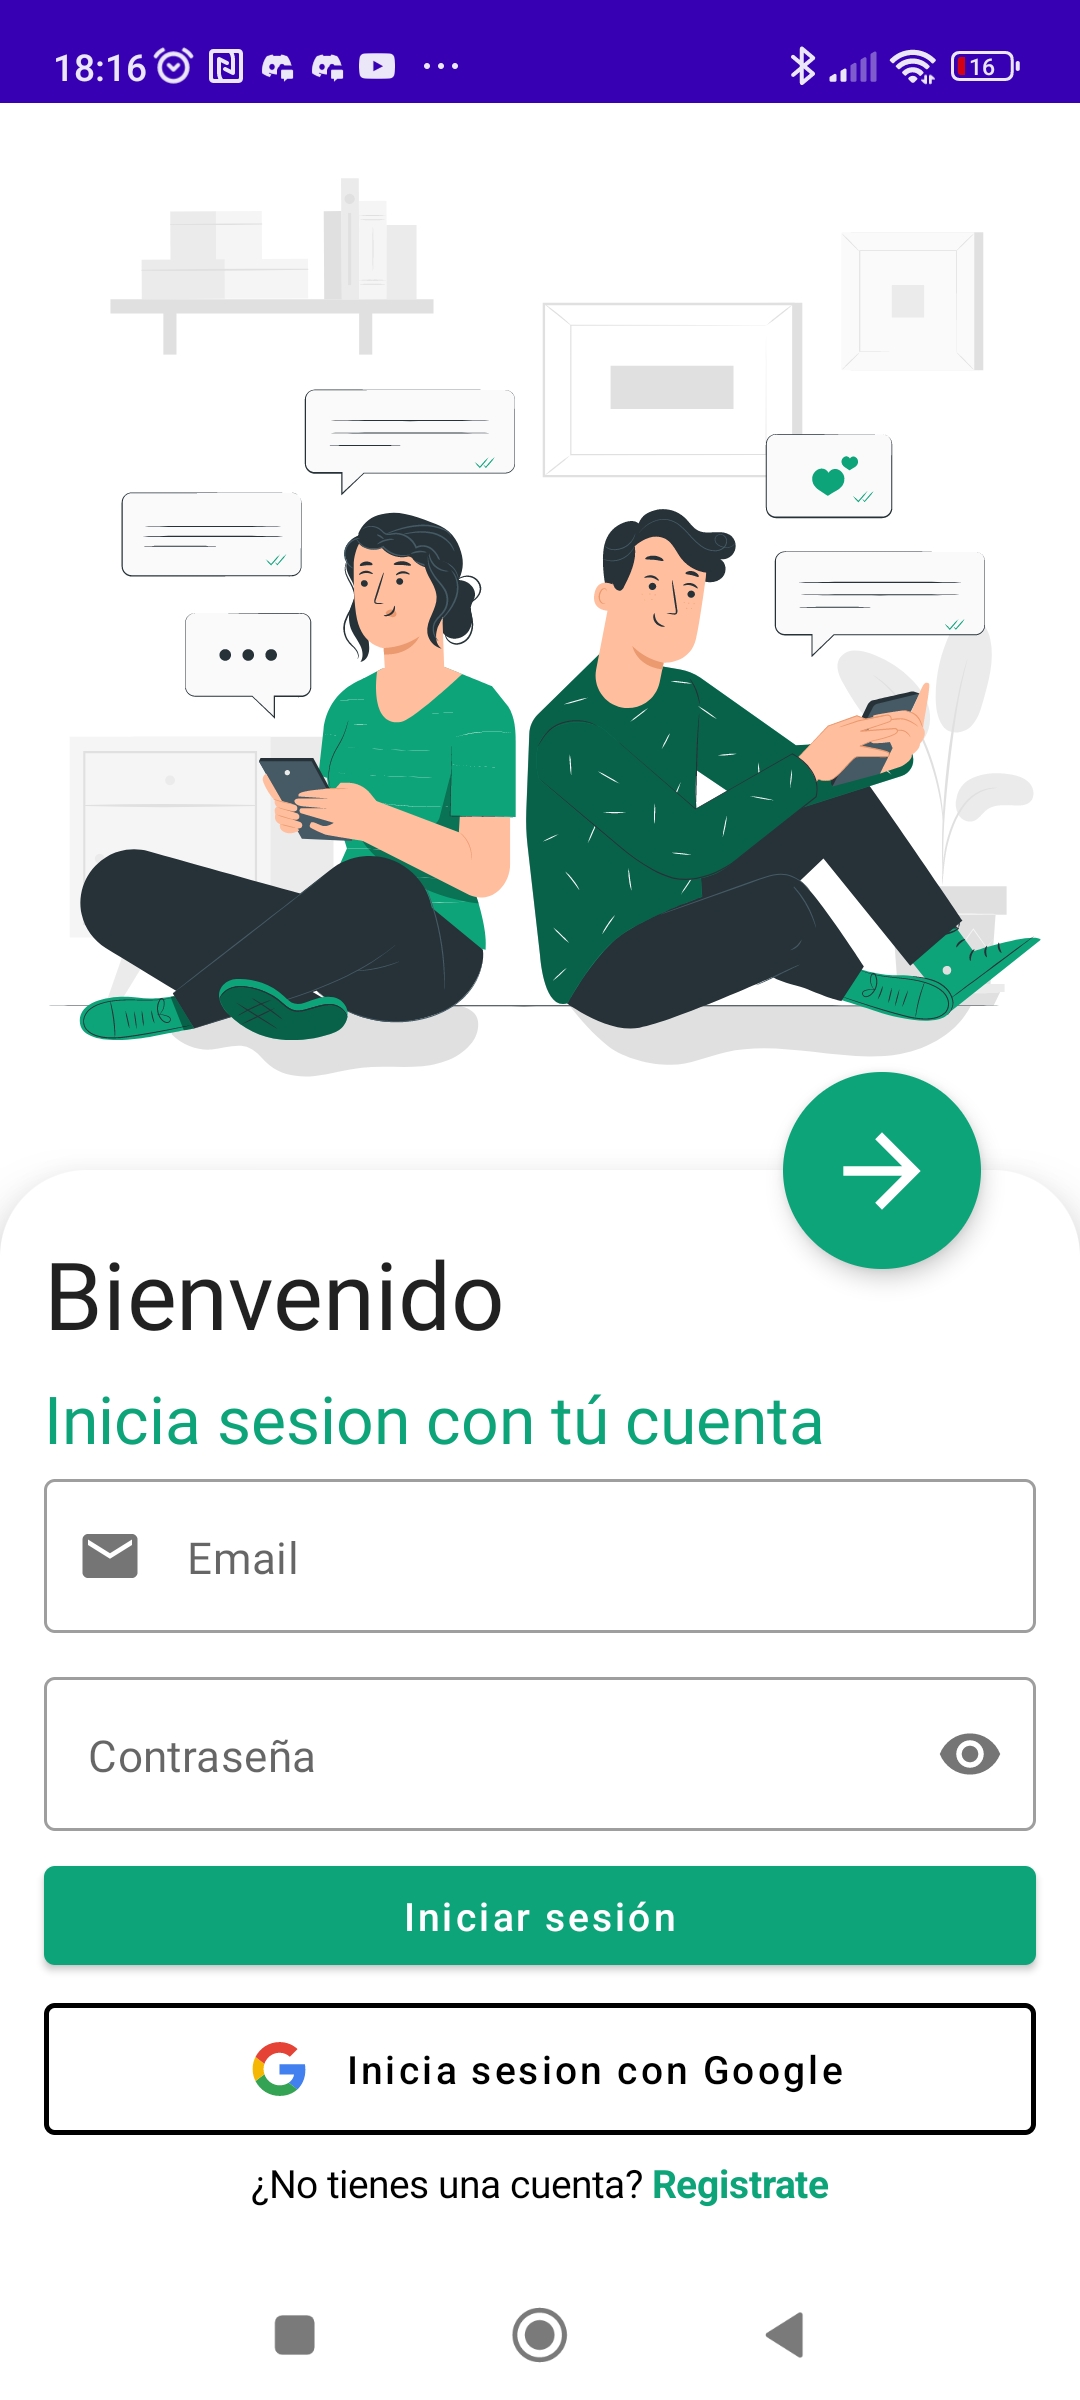 18:16
16
Bienvenido
Inicia sesion con tú cuenta
Email
Contraseña
Iniciar sesión
Inicia sesion con Google
¿No tienes una cuenta? Registrate